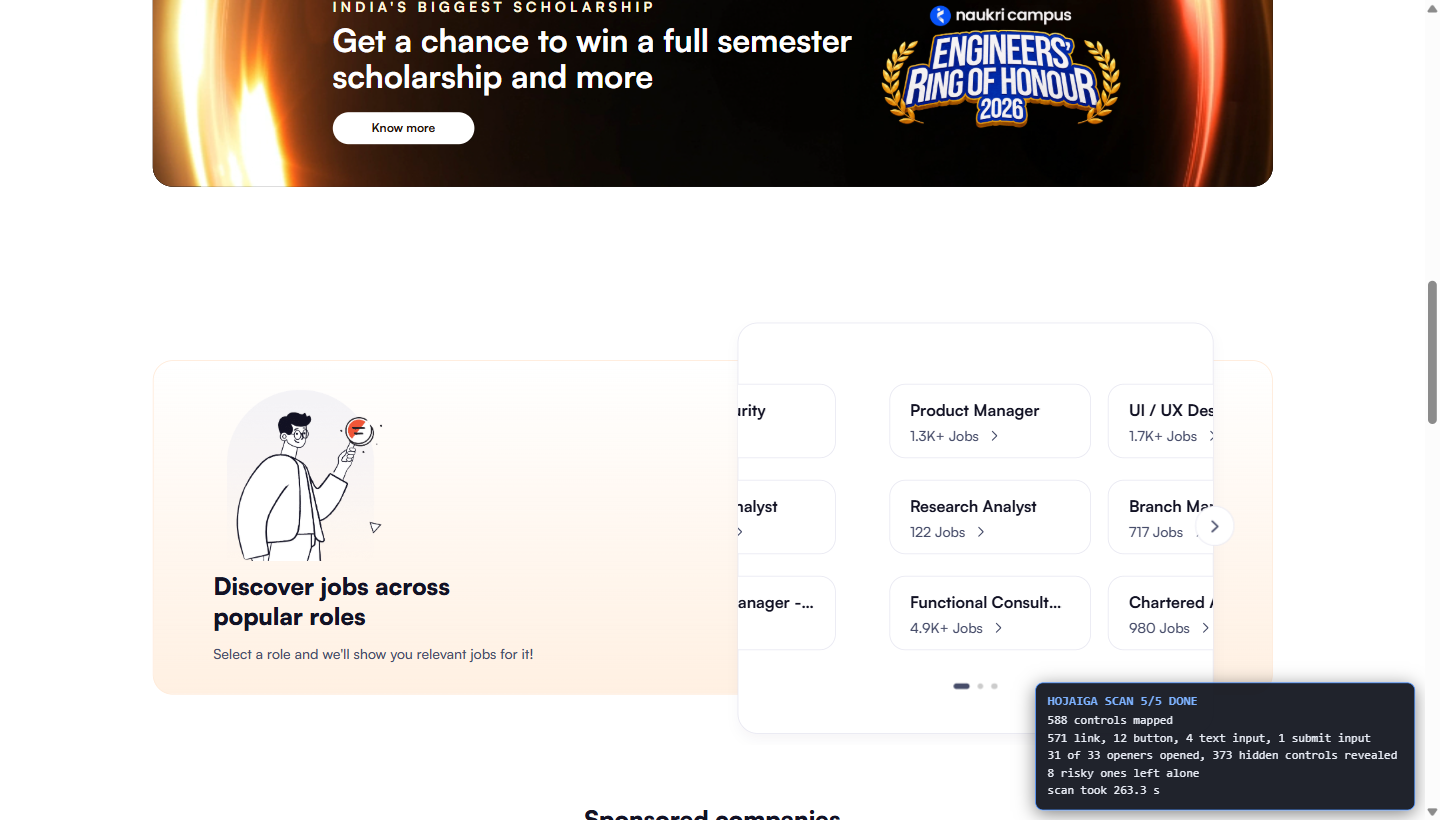 INDIA'S BIGGEST SCHOLARSHIP
Get a chance to win a full semester
scholarship and more
Know more
naukri campus
ENGINEERS'
RING OF HONOUR
2026
urity
Product Manager
1.3K+ Jobs
UI / UX Des
1.7K+ Jobs
nalyst
Research Analyst
122 Jobs
Branch Ma
717 Jobs
anager -...
Functional Consult...
4.9K+ Jobs
Chartered A
980 Jobs
Discover jobs across
popular roles
Select a role and we'll show you relevant jobs for it!
HOJAIGA SCAN 5/5 DONE
588 controls mapped
571 link, 12 button, 4 text input, 1 submit input
31 of 33 openers opened, 373 hidden controls revealed
8 risky ones left alone
scan took 263.3 s
Sponsored companies